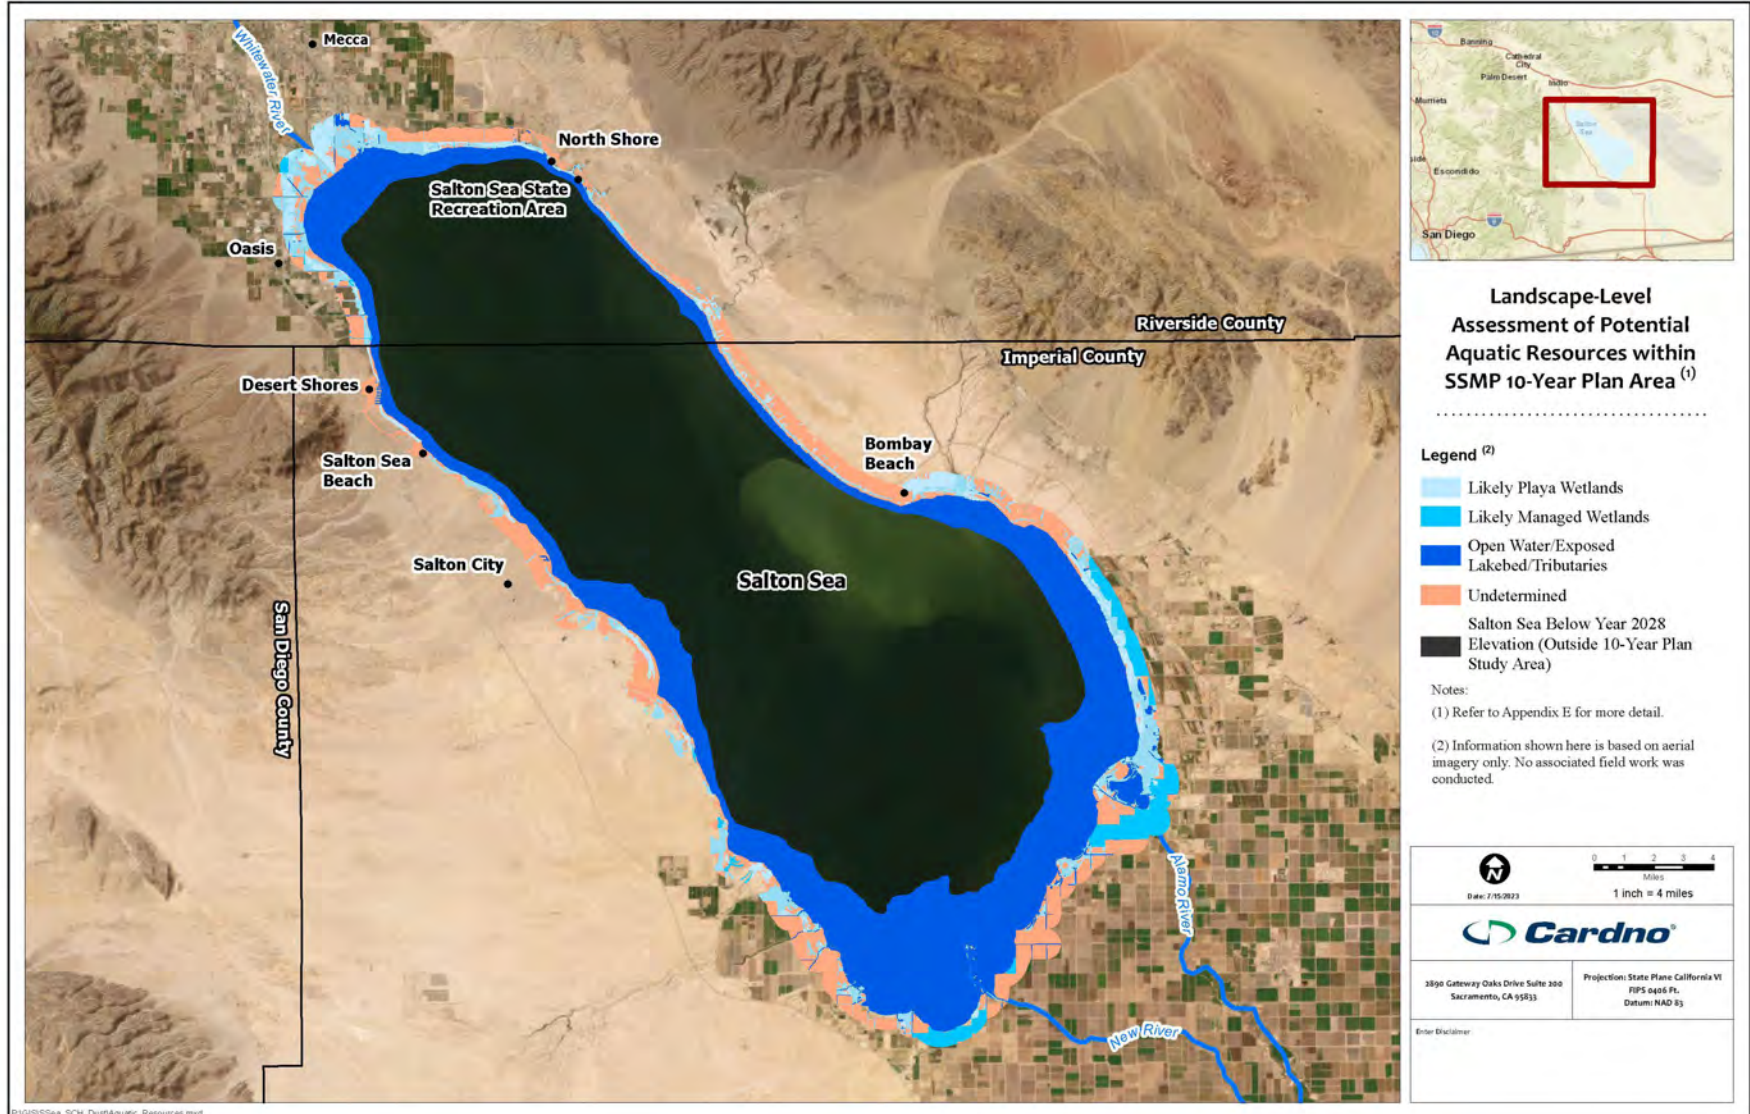 Whitewater River
Mecca
North Shore
Salton Sea State
Recreation Area
Oasis
Riverside County
Imperial County
Desert Shores
Salton Sea
Beach
Bombay
Beach
Salton City
Salton Sea
San Diego County
Alamo River
New River
Banning
Cathedral
City
Palm Desert
Indio
Murrieta
Salton
Sea
side
Escondido
San Diego
10
8
Landscape-Level
Assessment of Potential
Aquatic Resources within
SSMP 10-Year Plan Area (1)
Legend (2)
Likely Playa Wetlands
Likely Managed Wetlands
Open Water/Exposed
Lakebed/Tributaries
Undetermined
Salton Sea Below Year 2028
Elevation (Outside 10-Year Plan
Study Area)
Notes:
(1) Refer to Appendix E for more detail.
(2) Information shown here is based on aerial
imagery only. No associated field work was
conducted.
N
Date: 7/15/2023
0 1 2 3 4
Miles
1 inch = 4 miles
Cardno®
2890 Gateway Oaks Drive Suite 200
Sacramento, CA 95833
Projection: State Plane California VI
FIPS 0406 Ft.
Datum: NAD 83
Enter Disclaimer